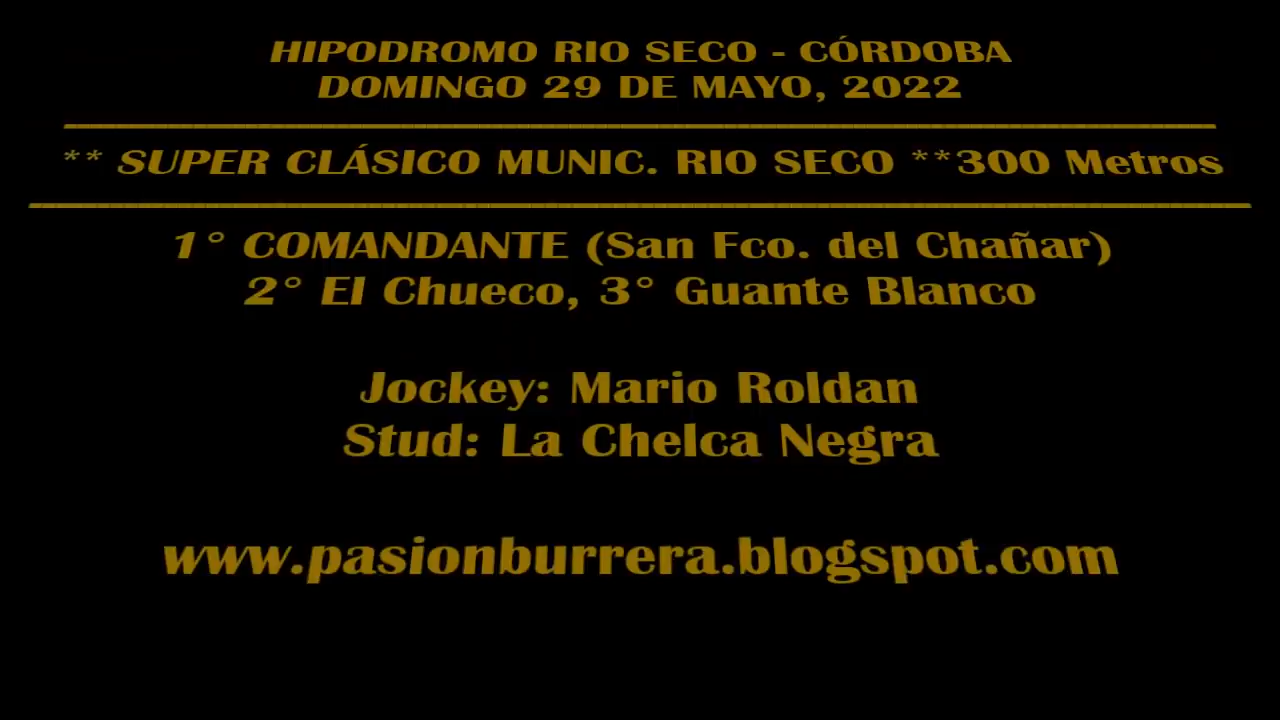 HIPODROMO RIO SECO - CÓRDOBA
DOMINGO 29 DE MAYO, 2022
** SUPER CLÁSICO MUNIC. RIO SECO **300 Metros
1° COMANDANTE (San Fco. del Chañar)
2° El Chueco, 3° Guante Blanco
Jockey: Mario Roldan
Stud: La Chelca Negra
www.pasionburrera.blogspot.com